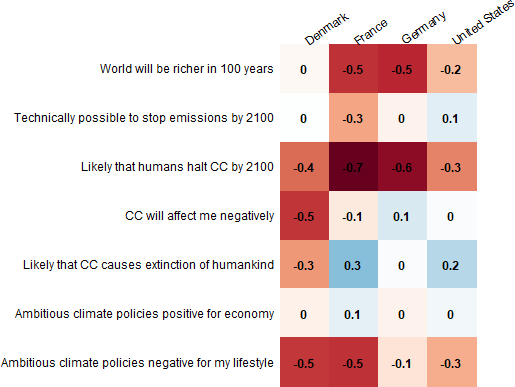 Denmark France Germany United States
World will be richer in 100 years 0 -0.5 -0.5 -0.2
Technically possible to stop emissions by 2100 0 -0.3 0 0.1
Likely that humans halt CC by 2100 -0.4 -0.7 -0.6 -0.3
CC will affect me negatively -0.5 -0.1 0.1 0
Likely that CC causes extinction of humankind -0.3 0.3 0 0.2
Ambitious climate policies positive for economy 0 0.1 0 0
Ambitious climate policies negative for my lifestyle -0.5 -0.5 -0.1 -0.3